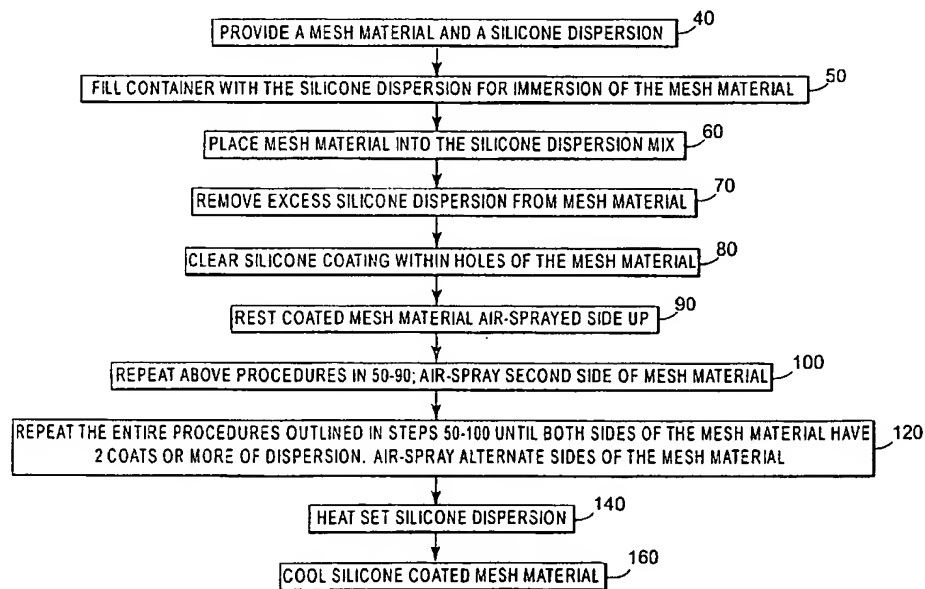 PROVIDE A MESH MATERIAL AND A SILICONE DISPERSION
40
FILL CONTAINER WITH THE SILICONE DISPERSION FOR IMMERSION OF THE MESH MATERIAL
50
PLACE MESH MATERIAL INTO THE SILICONE DISPERSION MIX
60
REMOVE EXCESS SILICONE DISPERSION FROM MESH MATERIAL
70
CLEAR SILICONE COATING WITHIN HOLES OF THE MESH MATERIAL
80
REST COATED MESH MATERIAL AIR-SPRAYED SIDE UP
90
REPEAT ABOVE PROCEDURES IN 50-90; AIR-SPRAY SECOND SIDE OF MESH MATERIAL
100
REPEAT THE ENTIRE PROCEDURES OUTLINED IN STEPS 50-100 UNTIL BOTH SIDES OF THE MESH MATERIAL HAVE
2 COATS OR MORE OF DISPERSION. AIR-SPRAY ALTERNATE SIDES OF THE MESH MATERIAL
120
HEAT SET SILICONE DISPERSION
140
COOL SILICONE COATED MESH MATERIAL
160